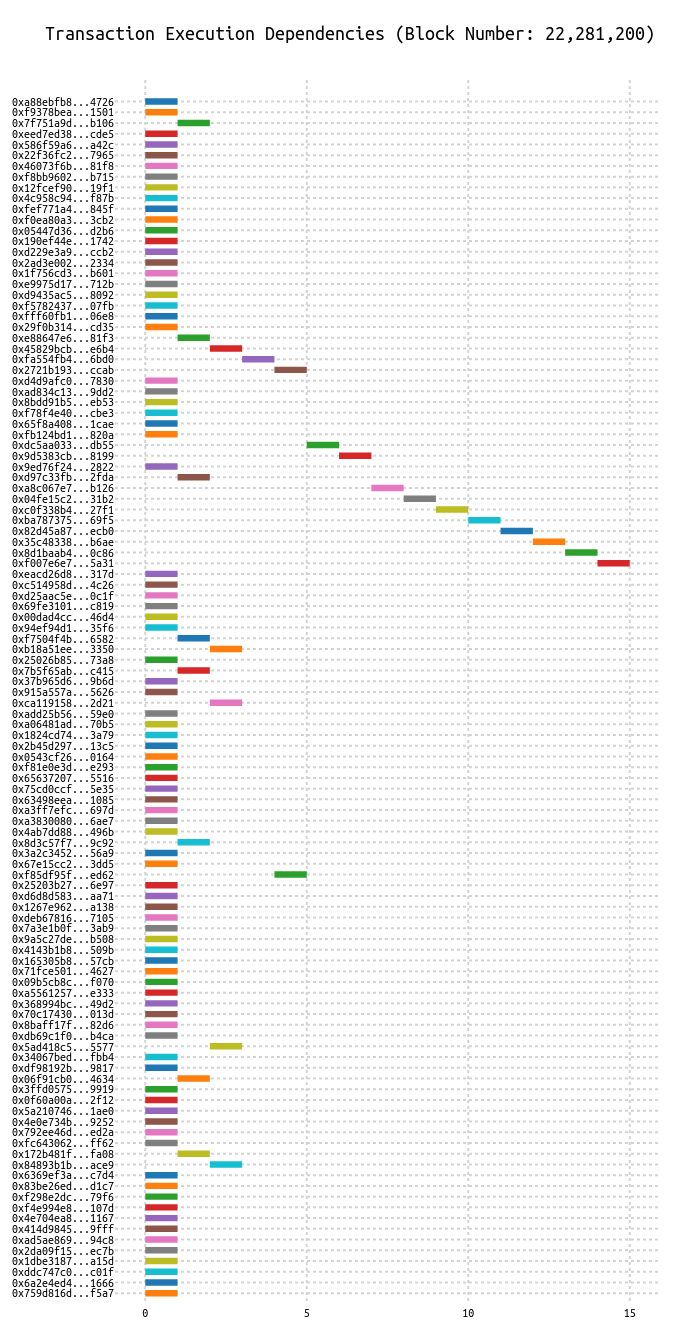 Transaction Execution Dependencies (Block Number: 22,281,200)
0xa88ebfb8...4726
0xf9378bea...1501
0x7f751a9d...b106
0xeed7ed38...cde5
0x586f59a6...a42c
0x22f36fc2...7965
0x46073f6b...81f8
0xf8bb9602...b715
0x12fcef90...19f1
0x4c958c94...f87b
0xfef771a4...845f
0xf0ea80a3...3cb2
0x05447d36...d2b6
0x190ef44e...1742
0xd229e3a9...ccb2
0x2ad3e002...2334
0x1f756cd3...b601
0xe9975d17...712b
0xd9435ac5...8092
0xf5782437...07fb
0xfff60fb1...06e8
0x29f0b314...cd35
0xe88647e6...81f3
0x45829bcb...e6b4
0xfa554fb4...6bd0
0x2721b193...ccab
0xd4d9afc0...7830
0xad834c13...9dd2
0x8bdd91b5...eb53
0xf78f4e40...cbe3
0x65f8a408...1cae
0xfb124bd1...820a
0xdc5aa033...db55
0x9d5383cb...8199
0x9ed76f24...2822
0xd97c33fb...2fda
0xa8c067e7...b126
0x04fe15c2...31b2
0xc0f338b4...27f1
0xba787375...69f5
0x82d45a87...ecb0
0x35c48338...b6ae
0x8d1baab4...0c86
0xf007e6e7...5a31
0xeacd26d8...317d
0xc514958d...4c26
0xd25aac5e...0c1f
0x69fe3101...c819
0x00dad4cc...46d4
0x94ef94d1...35f6
0xf7504f4b...6582
0xb18a51ee...3350
0x25026b85...73a8
0x7b5f65ab...c415
0x37b965d6...9b6d
0x915a557a...5626
0xca119158...2d21
0xadd25b56...59e0
0xa06481ad...70b5
0x1824cd74...3a79
0x2b45d297...13c5
0x0543cf26...0164
0xf81e0e3d...e293
0x65637207...5516
0x75cd0ccf...5e35
0x63498eea...1085
0xa3ff7efc...697d
0xa3830080...6ae7
0x4ab7dd88...496b
0x8d3c57f7...9c92
0x3a2c3452...56a9
0x67e15cc2...3dd5
0xf85df95f...ed62
0x25203b27...6e97
0xd6d8d583...aa71
0x1267e962...a138
0xdeb67816...7105
0x7a3e1b0f...3ab9
0x9a5c27de...b508
0x4143b1b8...509b
0x165305b8...57cb
0x71fce501...4627
0x09b5cb8c...f070
0xa5561257...e333
0x368994bc...49d2
0x70c17430...013d
0x8baff17f...82d6
0xdb69c1f0...b4ca
0x5ad418c5...5577
0x34067bed...fbb4
0xdf98192b...9817
0x06f91cb0...4634
0x3ffd0575...9919
0x0f60a00a...2f12
0x5a210746...1ae0
0x4e0e734b...9252
0x792ee46d...ed2a
0xfc643062...ff62
0x172b481f...fa08
0x84893b1b...ace9
0x6369ef3a...c7d4
0x83be26ed...d1c7
0xf298e2dc...79f6
0xf4e994e8...107d
0x4e704ea8...1167
0x414d9845...9fff
0xad5ae869...94c8
0x2da09f15...ec7b
0x1dbe3187...a15d
0xddc747c0...c01f
0x6a2e4ed4...1666
0x759d816d...f5a7
0 5 10 15